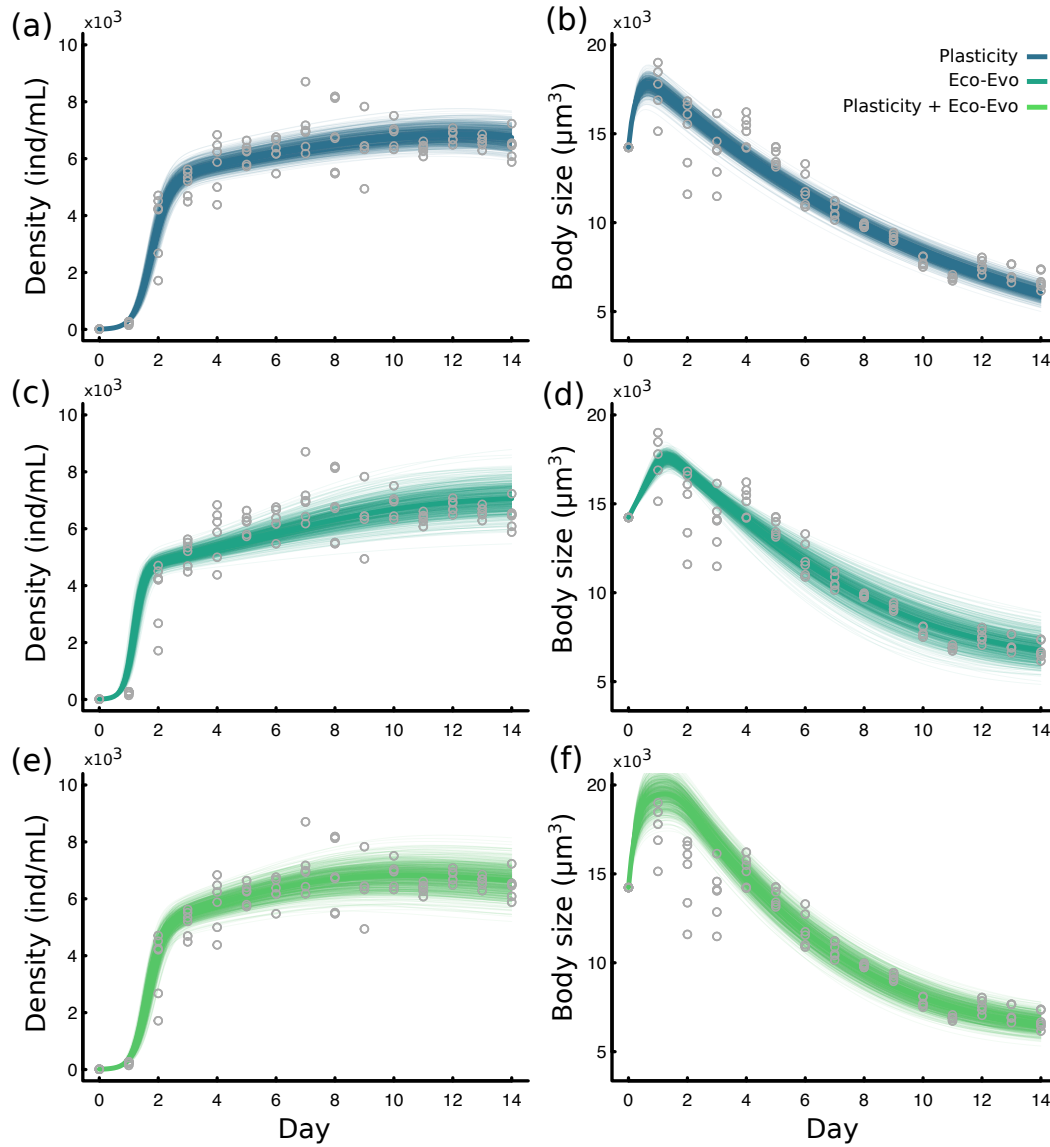 (a)
x10³
10
8
6
4
2
0
Density (ind/mL)
0 2 4 6 8 10 12 14
(b)
x10³
20
15
10
5
Body size (µm³)
Plasticity
Eco-Evo
Plasticity + Eco-Evo
0 2 4 6 8 10 12 14
(c)
x10³
10
8
6
4
2
0
Density (ind/mL)
0 2 4 6 8 10 12 14
(d)
x10³
20
15
10
5
Body size (µm³)
0 2 4 6 8 10 12 14
(e)
x10³
10
8
6
4
2
0
Density (ind/mL)
0 2 4 6 8 10 12 14
Day
(f)
x10³
20
15
10
5
Body size (µm³)
0 2 4 6 8 10 12 14
Day